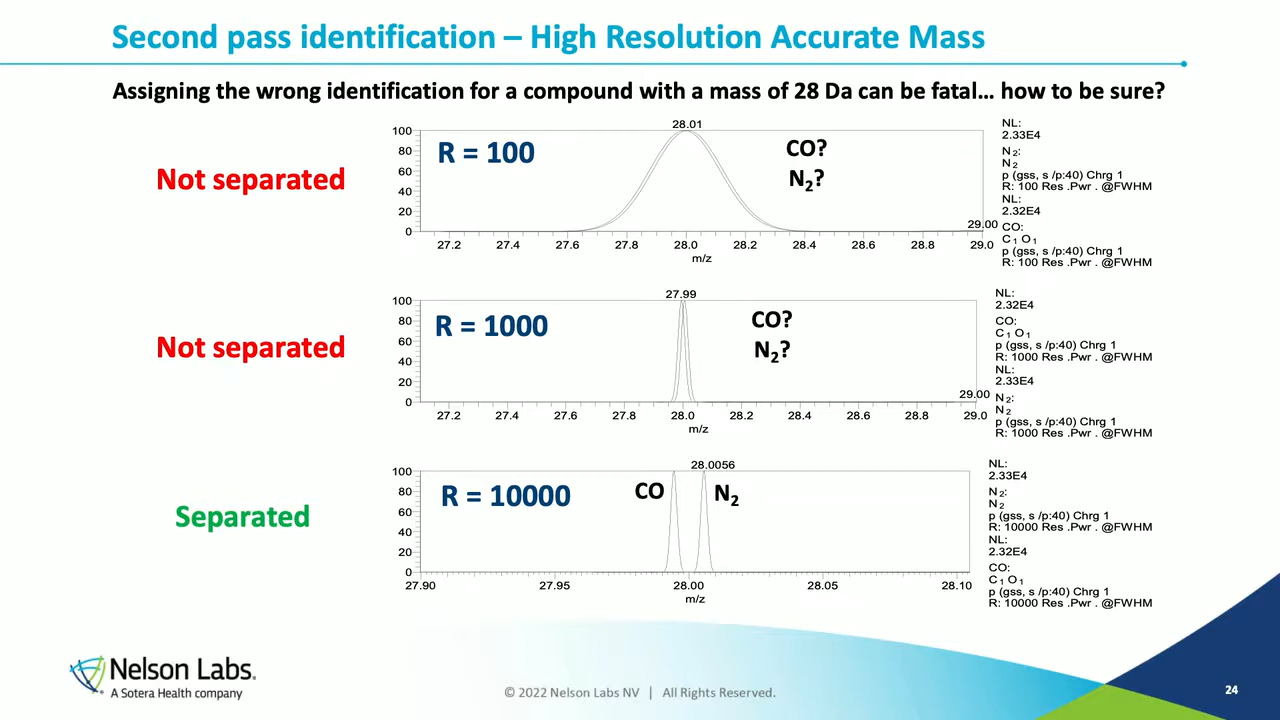 Second pass identification – High Resolution Accurate Mass
Assigning the wrong identification for a compound with a mass of 28 Da can be fatal… how to be sure?
Not separated
R = 100
28.01
CO?
N₂?
100
80
60
40
20
0
29.00
27.2 27.4 27.6 27.8 28.0 28.2 28.4 28.6 28.8 29.0
m/z
NL:
2.33E4
N₂:
N₂
p (gss, s /p:40) Chrg 1
R: 100 Res .Pwr . @FWHM
NL:
2.32E4
CO:
C₁ O₁
p (gss, s /p:40) Chrg 1
R: 100 Res .Pwr . @FWHM
Not separated
R = 1000
27.99
CO?
N₂?
100
80
60
40
20
0
29.00
27.2 27.4 27.6 27.8 28.0 28.2 28.4 28.6 28.8 29.0
m/z
NL:
2.32E4
CO:
C₁ O₁
p (gss, s /p:40) Chrg 1
R: 1000 Res .Pwr . @FWHM
NL:
2.33E4
N₂:
N₂
p (gss, s /p:40) Chrg 1
R: 1000 Res .Pwr . @FWHM
Separated
R = 10000
28.0056
CO
N₂
100
80
60
40
20
0
27.90 27.95 28.00 28.05 28.10
m/z
NL:
2.33E4
N₂:
N₂
p (gss, s /p:40) Chrg 1
R: 10000 Res .Pwr . @FWHM
NL:
2.32E4
CO:
C₁ O₁
p (gss, s /p:40) Chrg 1
R: 10000 Res .Pwr . @FWHM
Nelson Labs.
A Sotera Health company
© 2022 Nelson Labs NV | All Rights Reserved.
24